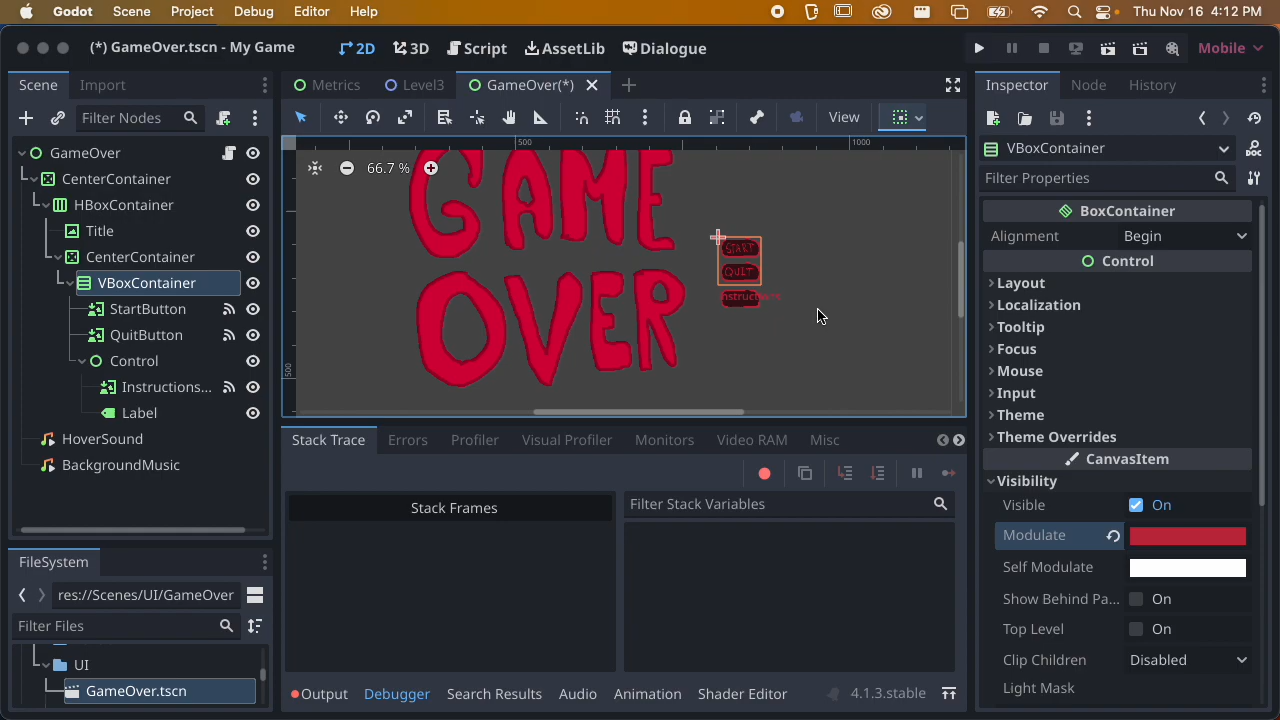 Godot Scene Project Debug Editor Help Thu Nov 16 4:12 PM
(*) GameOver.tscn - My Game 2D 3D Script AssetLib Dialogue Mobile
Scene Import Metrics Level3 GameOver(*) Inspector Node History
Filter Nodes View
GameOver
CenterContainer
HBoxContainer
Title
CenterContainer
VBoxContainer
StartButton
QuitButton
Control
Instructions...
Label
HoverSound
BackgroundMusic
FileSystem
res://Scenes/UI/GameOver
Filter Files
UI
GameOver.tscn
500 1000
66.7 %
500
GAME
OVER
START
QUIT
Instructions
Stack Trace Errors Profiler Visual Profiler Monitors Video RAM Misc
Stack Frames
Filter Stack Variables
Output Debugger Search Results Audio Animation Shader Editor 4.1.3.stable
VBoxContainer
Filter Properties
BoxContainer
Alignment Begin
Control
Layout
Localization
Tooltip
Focus
Mouse
Input
Theme
Theme Overrides
CanvasItem
Visibility
Visible On
Modulate
Self Modulate
Show Behind Pa... On
Top Level On
Clip Children Disabled
Light Mask